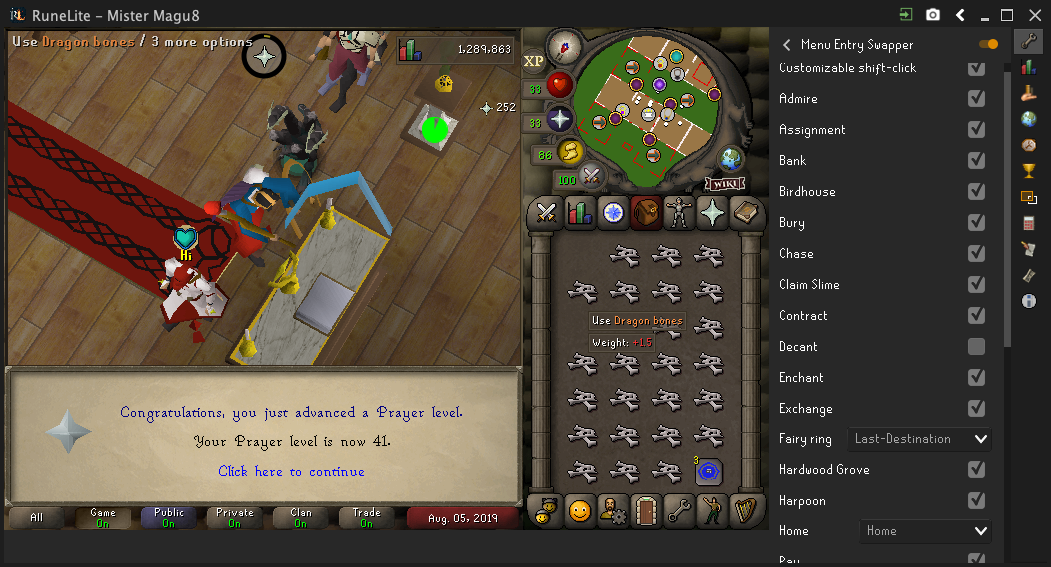 RuneLite - Mister Magu8
Use Dragon bones / 3 more options
1,289,863
252
Hi
XP
33
33
86
100
WIKI
Use Dragon bones
Weight: +1.5
3
Congratulations, you just advanced a Prayer level.
Your Prayer level is now 41.
Click here to continue
All
Game
On
Public
On
Private
On
Clan
On
Trade
On
Aug. 05, 2019
Menu Entry Swapper
Customizable shift-click
Admire
Assignment
Bank
Birdhouse
Bury
Chase
Claim Slime
Contract
Decant
Enchant
Exchange
Fairy ring Last-Destination
Hardwood Grove
Harpoon
Home Home
Pay